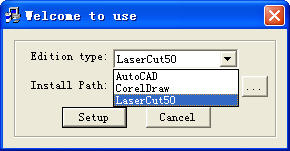 Welcome to use
Edition type: LaserCut50
AutoCAD
CorelDraw
LaserCut50
Install Path: ...
Setup Cancel